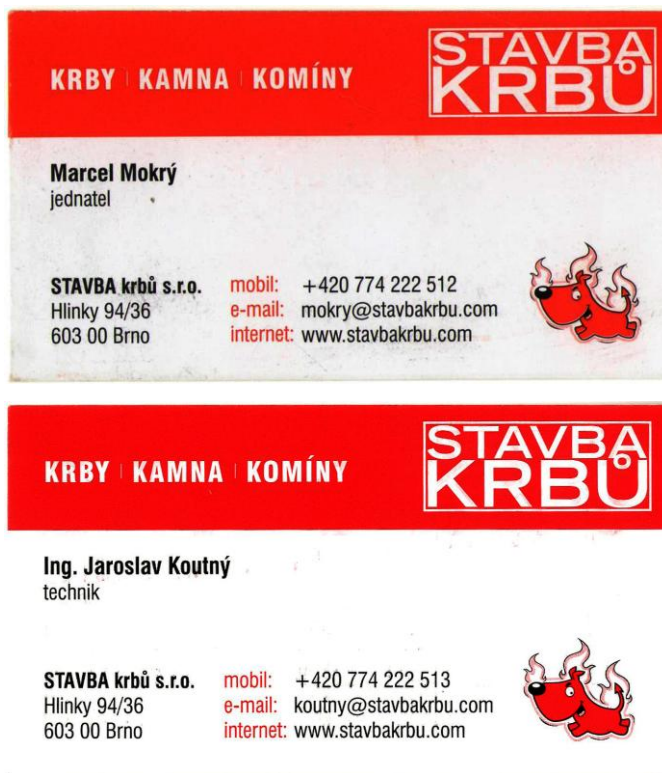 KRBY | KAMNA | KOMÍNY
STAVBA
KRBŮ
Marcel Mokrý
jednatel
STAVBA krbů s.r.o. mobil: +420 774 222 512
Hlinky 94/36 e-mail: mokry@stavbakrbu.com
603 00 Brno internet: www.stavbakrbu.com
KRBY | KAMNA | KOMÍNY
STAVBA
KRBŮ
Ing. Jaroslav Koutný
technik
STAVBA krbů s.r.o. mobil: +420 774 222 513
Hlinky 94/36 e-mail: koutny@stavbakrbu.com
603 00 Brno internet: www.stavbakrbu.com